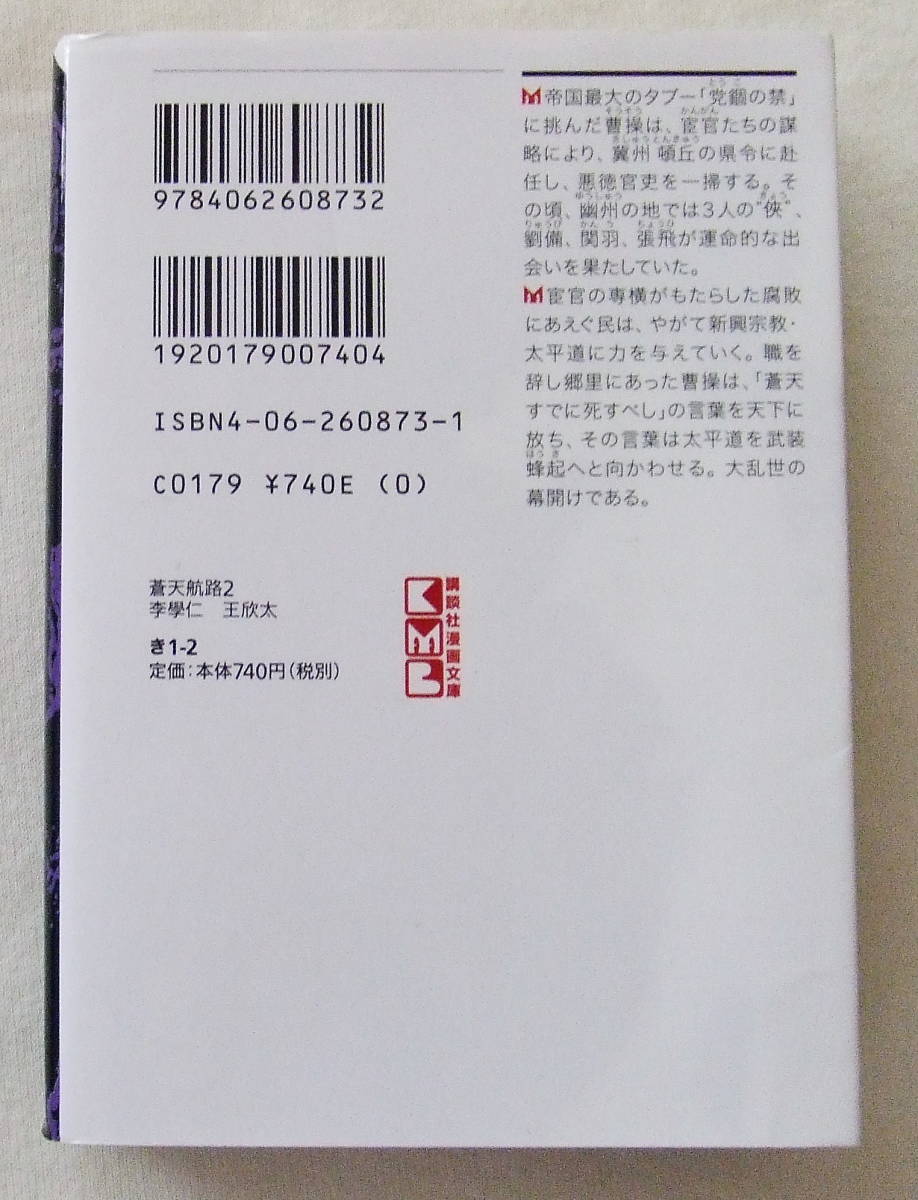 9784062608732
1920179007404
ISBN4-06-260873-1
C0179 ¥740E (0)
帝国最大のタブー「党錮の禁」
に挑んだ曹操は、宦官たちの謀
略により、冀州 頓丘の県令に赴
任し、悪徳官吏を一掃する。そ
の頃、幽州の地では3人の"俠"、
劉備、関羽、張飛が運命的な出
会いを果たしていた。
宦官の専横がもたらした腐敗
にあえぐ民は、やがて新興宗教・
太平道に力を与えていく。職を
辞し郷里にあった曹操は、「蒼天
すでに死すべし」の言葉を天下に
放ち、その言葉は太平道を武装
蜂起へと向かわせる。大乱世の
幕開けである。
蒼天航路2
李學仁 王欣太
き1-2
定価:本体740円(税別)
KMB
講談社漫画文庫